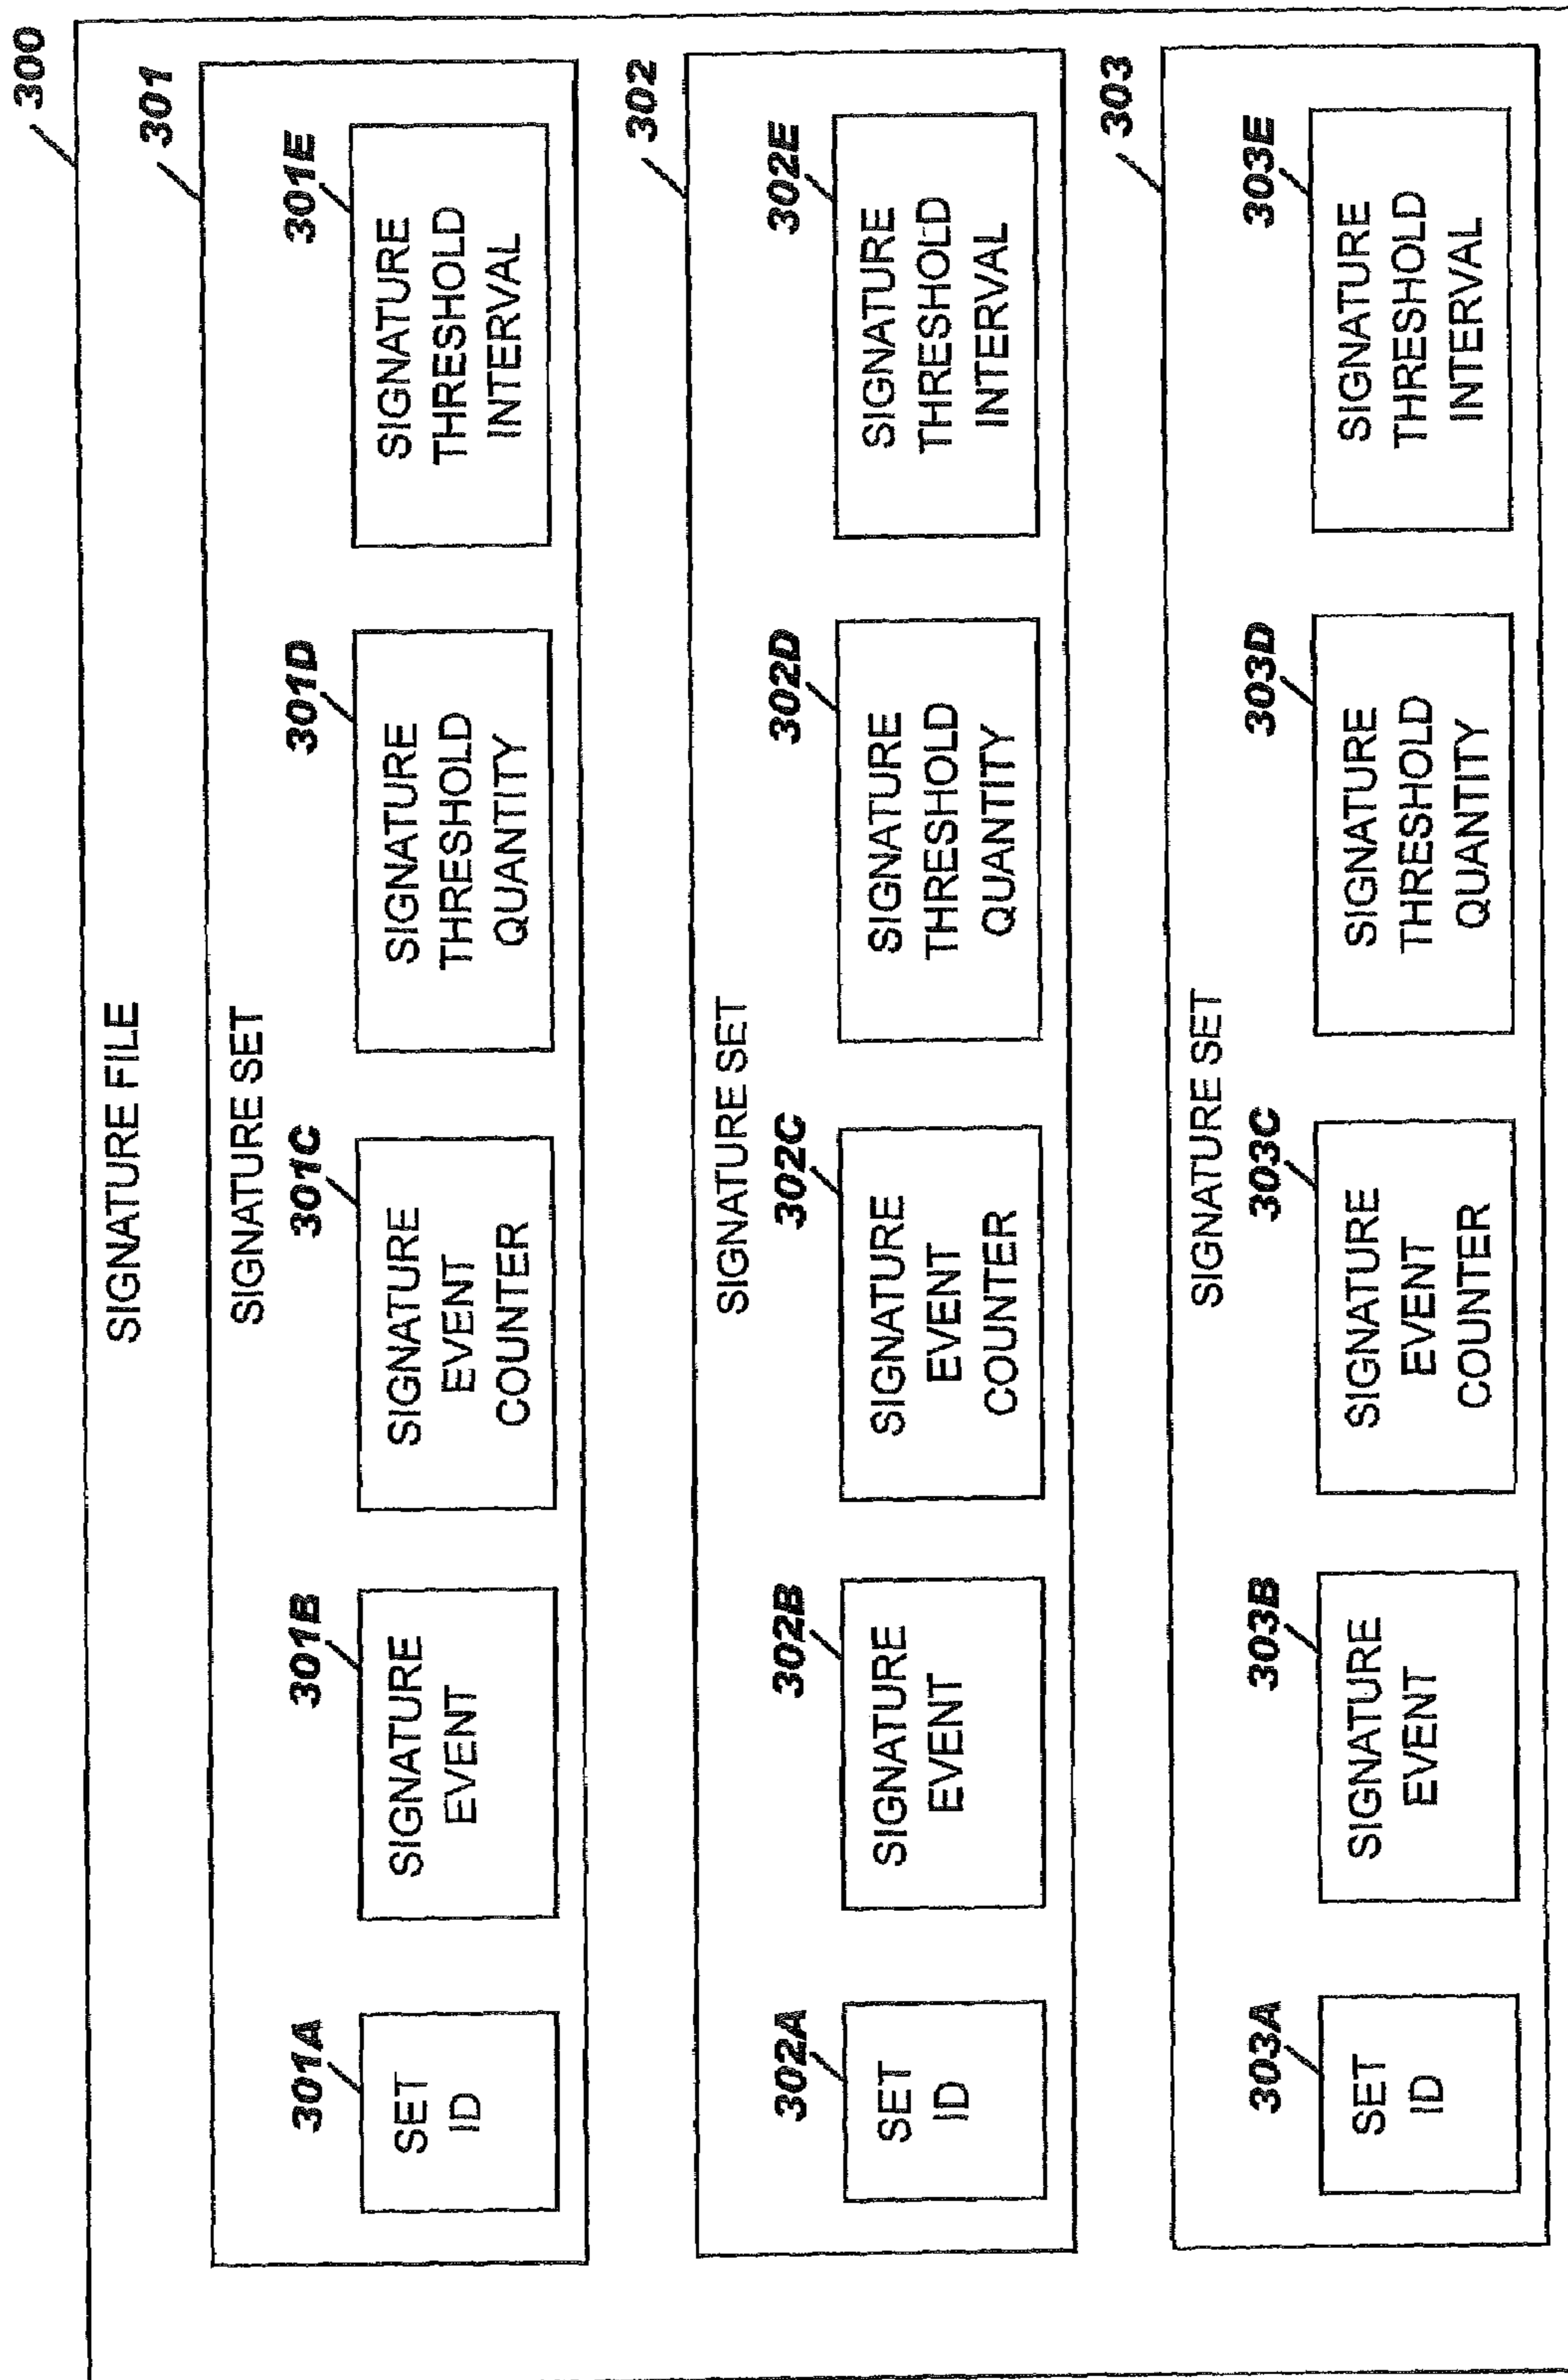 300
SIGNATURE FILE
301
SIGNATURE SET
301A
SET
ID
301B
SIGNATURE
EVENT
301C
SIGNATURE
EVENT
COUNTER
301D
SIGNATURE
THRESHOLD
QUANTITY
301E
SIGNATURE
THRESHOLD
INTERVAL
302
SIGNATURE SET
302A
SET
ID
302B
SIGNATURE
EVENT
302C
SIGNATURE
EVENT
COUNTER
302D
SIGNATURE
THRESHOLD
QUANTITY
302E
SIGNATURE
THRESHOLD
INTERVAL
303
SIGNATURE SET
303A
SET
ID
303B
SIGNATURE
EVENT
303C
SIGNATURE
EVENT
COUNTER
303D
SIGNATURE
THRESHOLD
QUANTITY
303E
SIGNATURE
THRESHOLD
INTERVAL